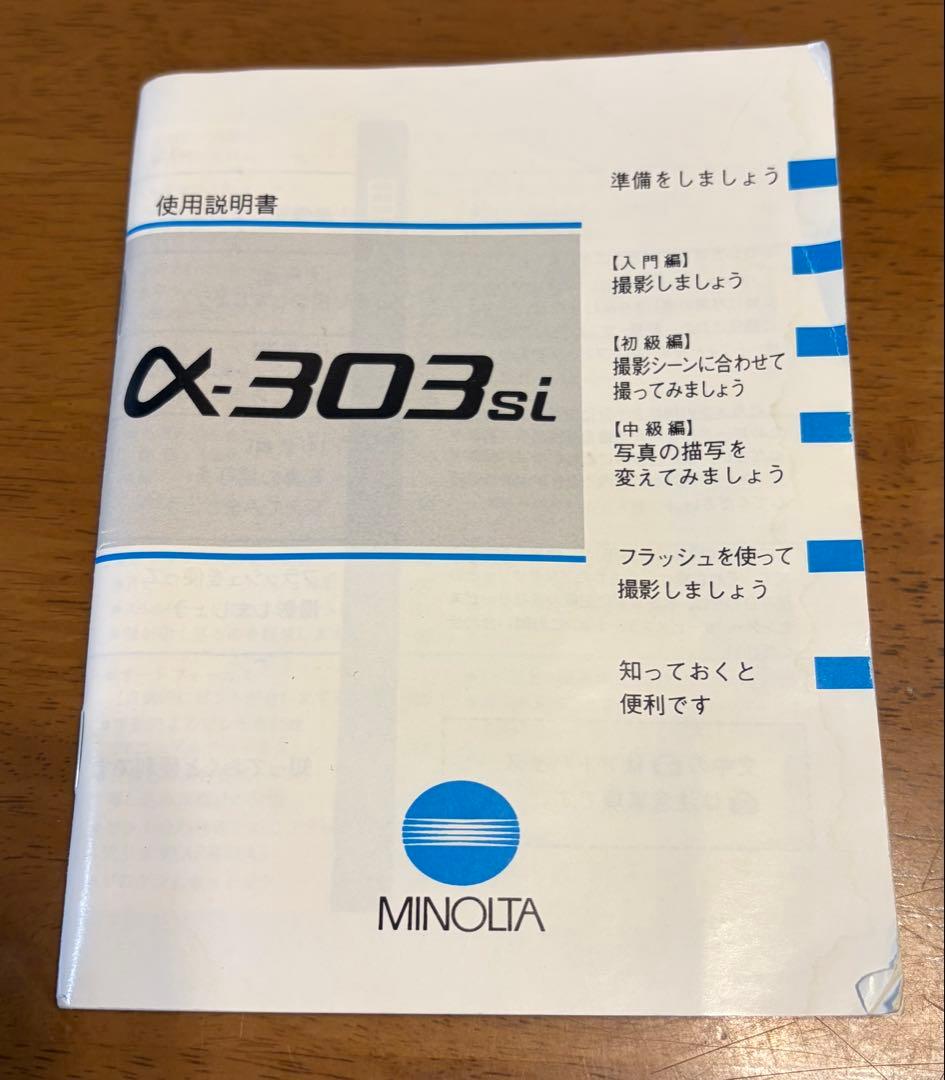 使用説明書
α-303si
準備をしましょう
【入門編】
撮影しましょう
【初級編】
撮影シーンに合わせて
撮ってみましょう
【中級編】
写真の描写を
変えてみましょう
フラッシュを使って
撮影しましょう
知っておくと
便利です
MINOLTA